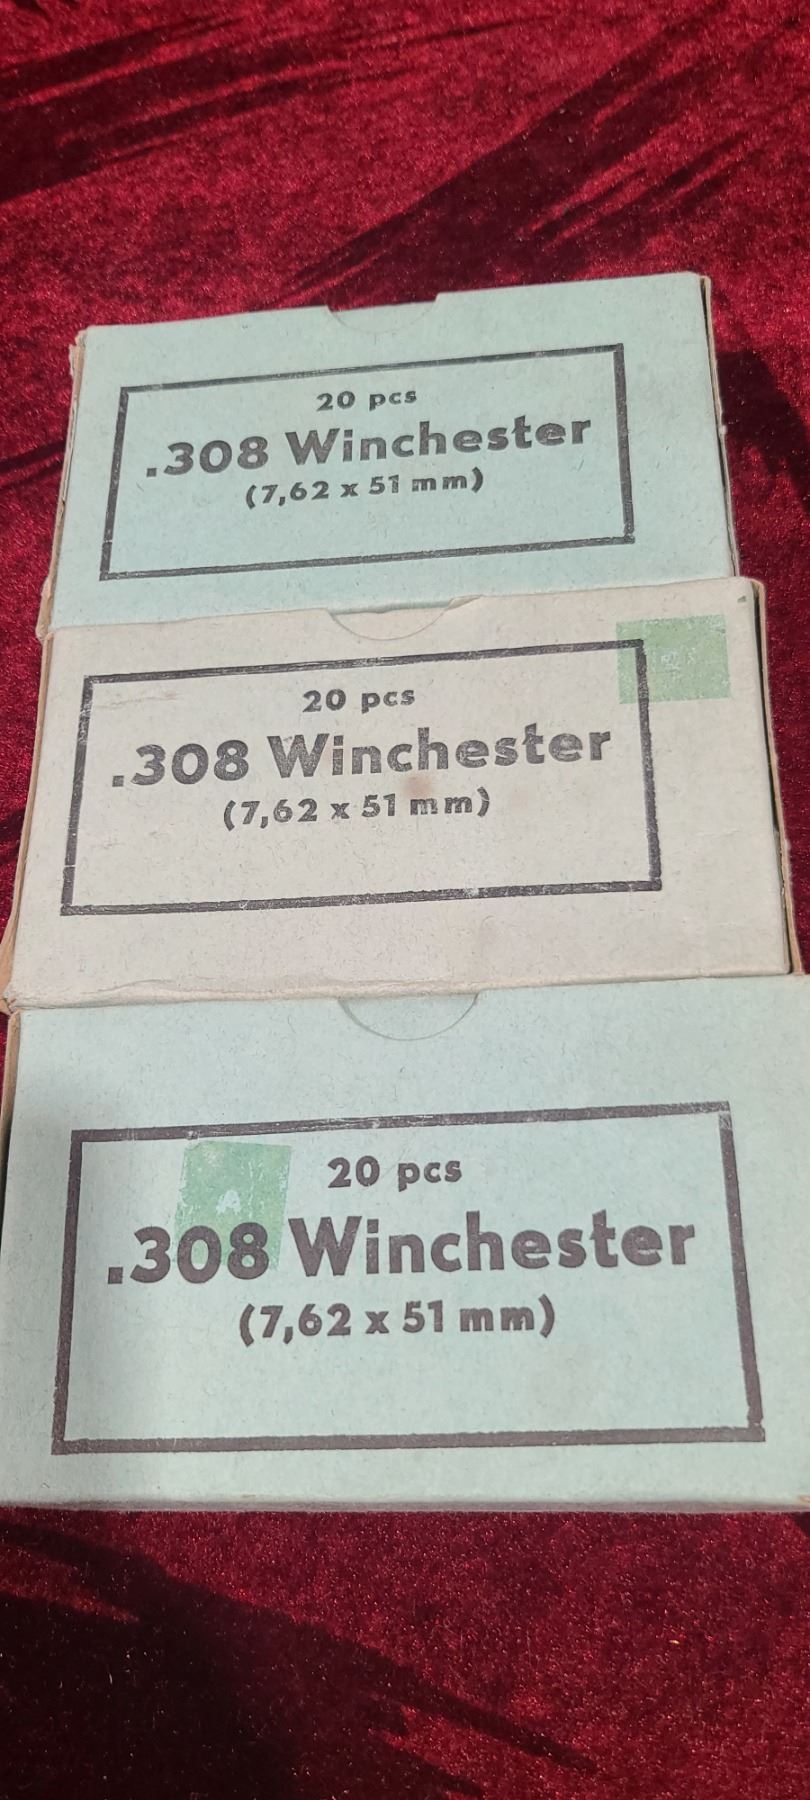 20 pcs
.308 Winchester
(7,62 x 51 mm)
20 pcs
.308 Winchester
(7,62 x 51 mm)
A
20 pcs
.308 Winchester
(7,62 x 51 mm)